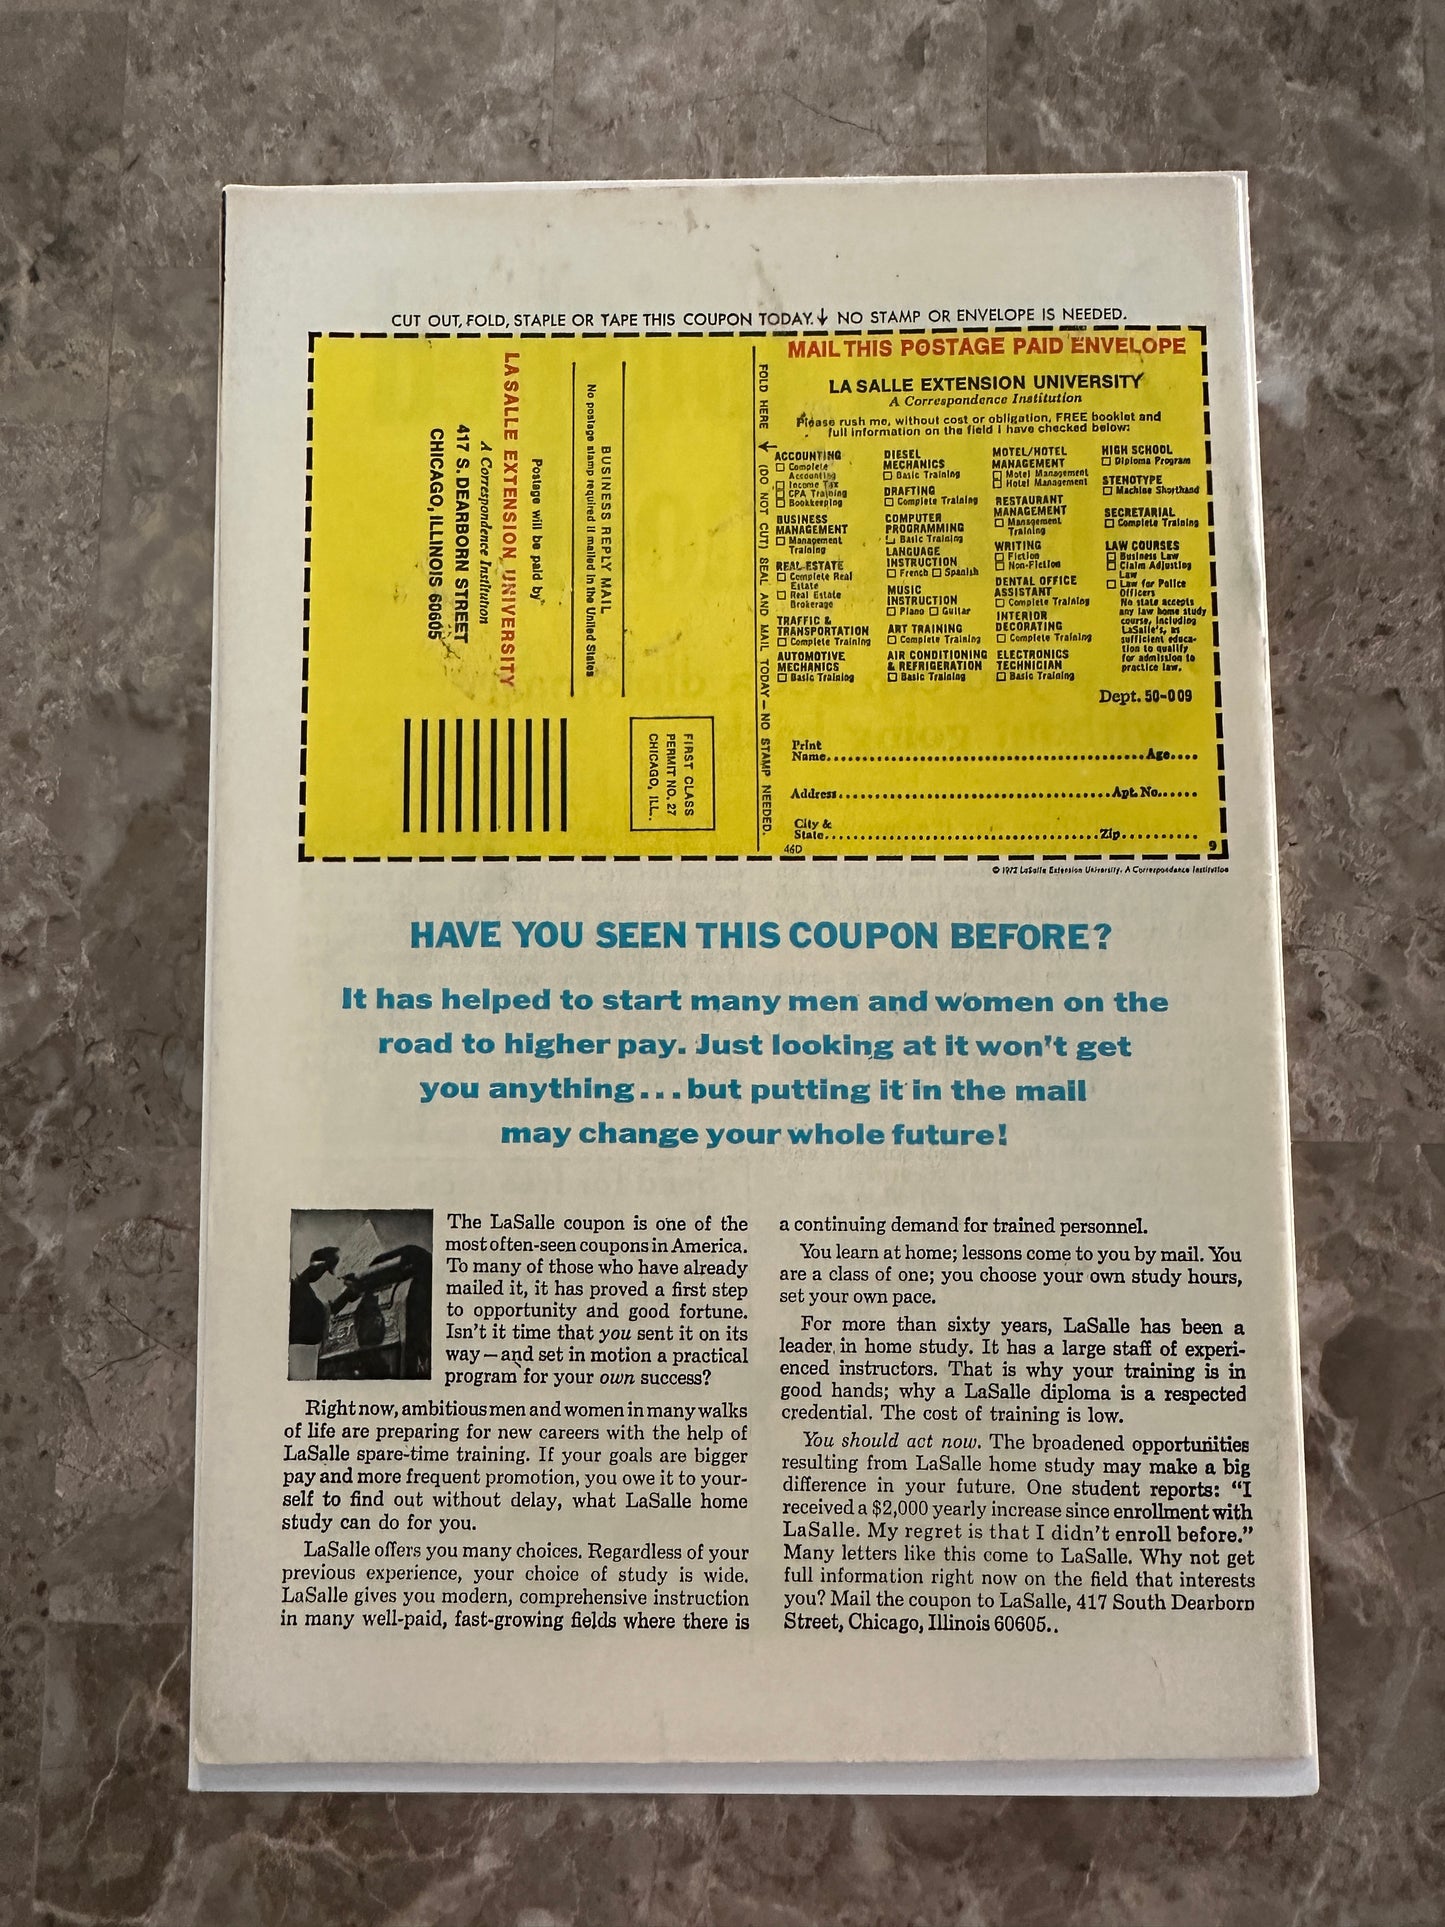 CUT OUT, FOLD, STAPLE OR TAPE THIS COUPON TODAY.↓ NO STAMP OR ENVELOPE IS NEEDED.
LA SALLE EXTENSION UNIVERSITY
A Correspondence Institution
417 S. DEARBORN STREET
CHICAGO, ILLINOIS 60605
Postage will be paid by
No postage stamp required if mailed in the United States
BUSINESS REPLY MAIL
FIRST CLASS
PERMIT NO. 27
CHICAGO, ILL.
FOLD HERE ↓ (DO NOT CUT) SEAL AND MAIL TODAY — NO STAMP NEEDED.
MAIL THIS POSTAGE PAID ENVELOPE
LA SALLE EXTENSION UNIVERSITY
A Correspondence Institution
Please rush me, without cost or obligation, FREE booklet and
full information on the field I have checked below:
ACCOUNTING
☐ Complete
Accounting
☐ Income Tax
☐ CPA Training
☐ Bookkeeping
BUSINESS
MANAGEMENT
☐ Management
Training
REAL ESTATE
☐ Complete Real
Estate
☐ Real Estate
Brokerage
TRAFFIC &
TRANSPORTATION
☐ Complete Training
AUTOMOTIVE
MECHANICS
☐ Basic Training
DIESEL
MECHANICS
☐ Basic Training
DRAFTING
☐ Complete Training
COMPUTER
PROGRAMMING
☐ Basic Training
LANGUAGE
INSTRUCTION
☐ French ☐ Spanish
MUSIC
INSTRUCTION
☐ Piano ☐ Guitar
ART TRAINING
☐ Complete Training
AIR CONDITIONING
& REFRIGERATION
☐ Basic Training
MOTEL/HOTEL
MANAGEMENT
☐ Motel Management
☐ Hotel Management
RESTAURANT
MANAGEMENT
☐ Management
Training
WRITING
☐ Fiction
☐ Non-Fiction
DENTAL OFFICE
ASSISTANT
☐ Complete Training
INTERIOR
DECORATING
☐ Complete Training
ELECTRONICS
TECHNICIAN
☐ Basic Training
HIGH SCHOOL
☐ Diploma Program
STENOTYPE
☐ Machine Shorthand
SECRETARIAL
☐ Complete Training
LAW COURSES
☐ Business Law
☐ Claim Adjusting
Law
☐ Law for Police
Officers
No state accepts
any law home study
course, including
LaSalle's, as
sufficient educa-
tion to qualify
for admission to
practice law.
Dept. 50-009
Print
Name Age
Address Apt. No.
City &
State Zip
46D 9
© 1972 LaSalle Extension University. A Correspondence Institution
HAVE YOU SEEN THIS COUPON BEFORE?
It has helped to start many men and women on the
road to higher pay. Just looking at it won't get
you anything...but putting it in the mail
may change your whole future!
The LaSalle coupon is one of the
most often-seen coupons in America.
To many of those who have already
mailed it, it has proved a first step
to opportunity and good fortune.
Isn't it time that you sent it on its
way—and set in motion a practical
program for your own success?
Right now, ambitious men and women in many walks
of life are preparing for new careers with the help of
LaSalle spare-time training. If your goals are bigger
pay and more frequent promotion, you owe it to your-
self to find out without delay, what LaSalle home
study can do for you.
LaSalle offers you many choices. Regardless of your
previous experience, your choice of study is wide.
LaSalle gives you modern, comprehensive instruction
in many well-paid, fast-growing fields where there is
a continuing demand for trained personnel.
You learn at home; lessons come to you by mail. You
are a class of one; you choose your own study hours,
set your own pace.
For more than sixty years, LaSalle has been a
leader in home study. It has a large staff of experi-
enced instructors. That is why your training is in
good hands; why a LaSalle diploma is a respected
credential. The cost of training is low.
You should act now. The broadened opportunities
resulting from LaSalle home study may make a big
difference in your future. One student reports: “I
received a $2,000 yearly increase since enrollment with
LaSalle. My regret is that I didn't enroll before.”
Many letters like this come to LaSalle. Why not get
full information right now on the field that interests
you? Mail the coupon to LaSalle, 417 South Dearborn
Street, Chicago, Illinois 60605..